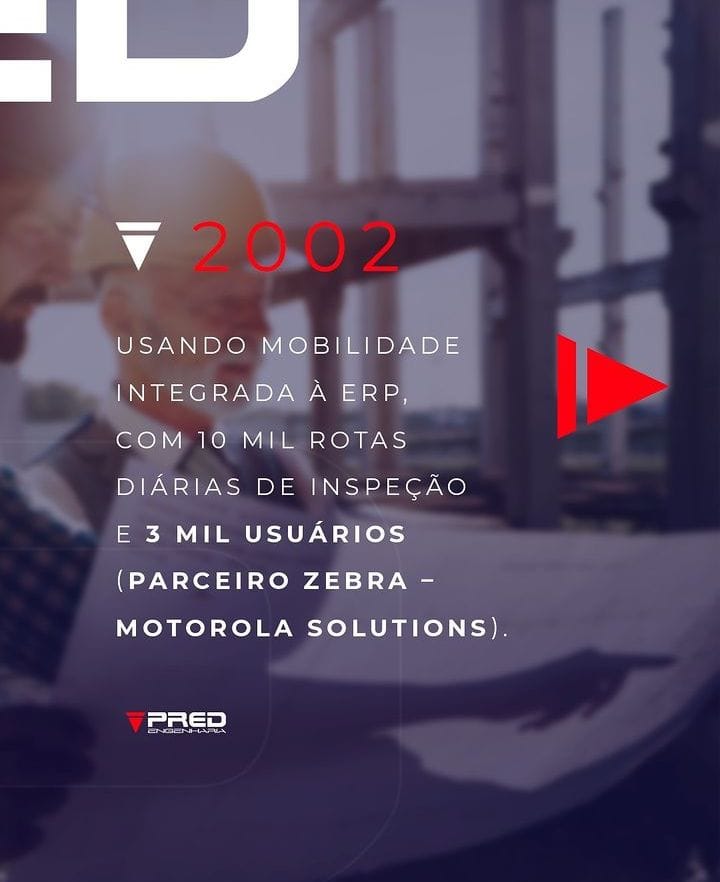 ED
2002
USANDO MOBILIDADE
INTEGRADA À ERP,
COM 10 MIL ROTAS
DIÁRIAS DE INSPEÇÃO
E 3 MIL USUÁRIOS
(PARCEIRO ZEBRA –
MOTOROLA SOLUTIONS).
PRED
ENGENHARIA